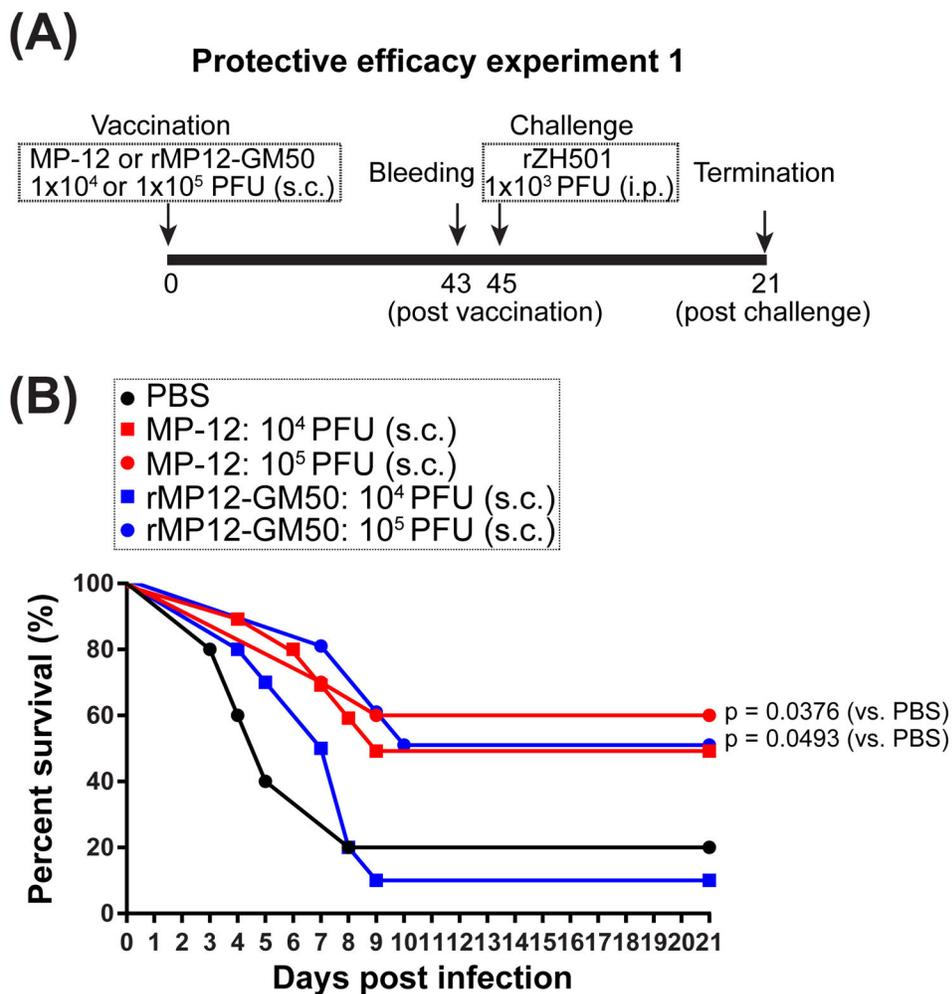 (A)
Protective efficacy experiment 1
Vaccination
MP-12 or rMP12-GM50
1x10⁴ or 1x10⁵ PFU (s.c.)
Bleeding
Challenge
rZH501
1x10³ PFU (i.p.)
Termination
0
43
45
21
(post vaccination)
(post challenge)
(B)
PBS
MP-12: 10⁴ PFU (s.c.)
MP-12: 10⁵ PFU (s.c.)
rMP12-GM50: 10⁴ PFU (s.c.)
rMP12-GM50: 10⁵ PFU (s.c.)
Percent survival (%)
100
80
60
40
20
0
p = 0.0376 (vs. PBS)
p = 0.0493 (vs. PBS)
0 1 2 3 4 5 6 7 8 9 10 11 12 13 14 15 16 17 18 19 20 21
Days post infection